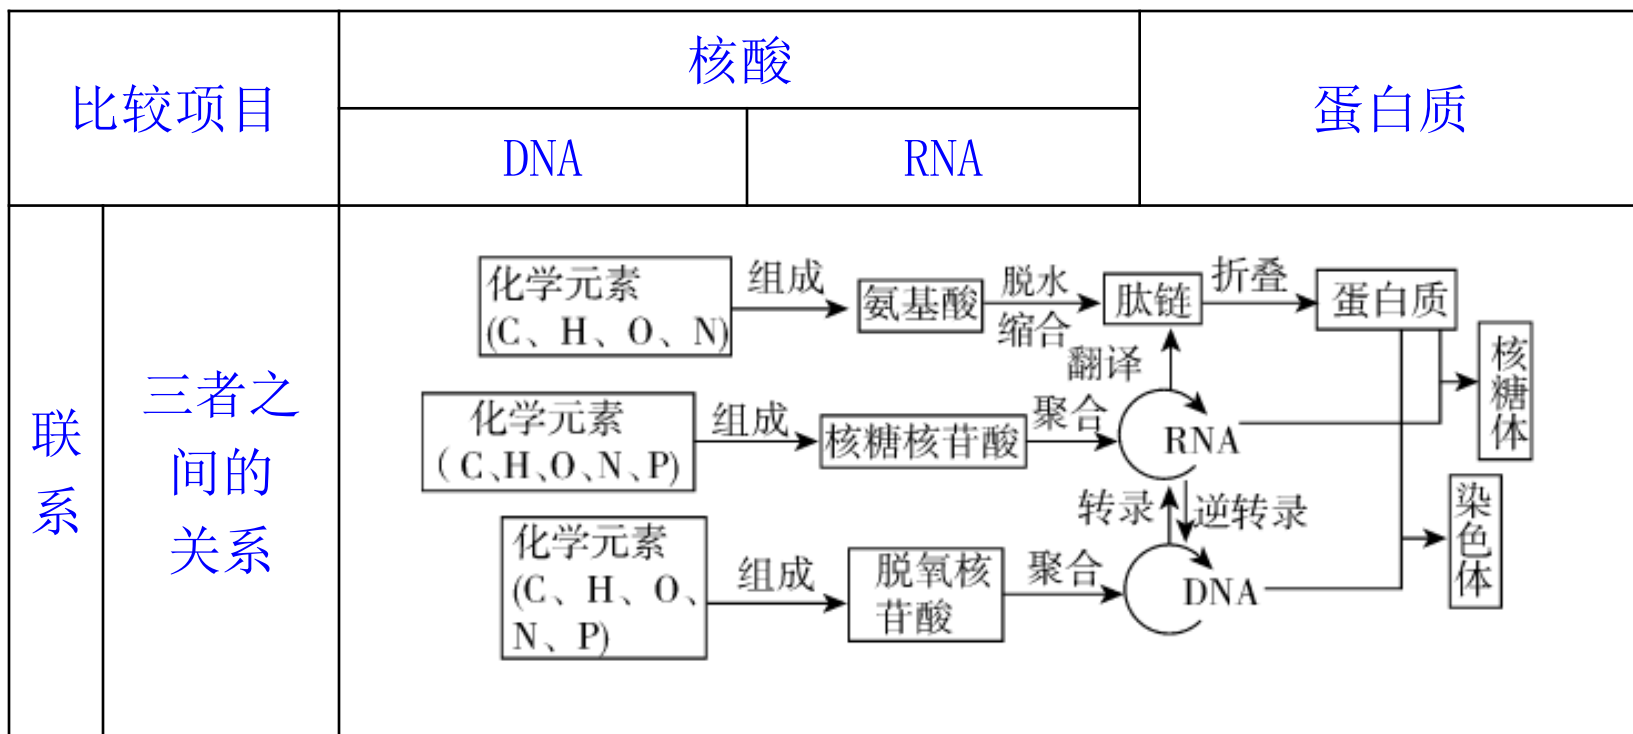 比较项目
核酸
蛋白质
DNA
RNA
联
系
三者之
间的
关系
化学元素
(C、H、O、N)
组成
氨基酸
脱水
缩合
肽链
折叠
蛋白质
翻译
化学元素
(C、H、O、N、P)
组成
核糖核苷酸
聚合
RNA
核
糖
体
转录
逆转录
化学元素
(C、H、O、
N、P)
组成
脱氧核
苷酸
聚合
DNA
染
色
体